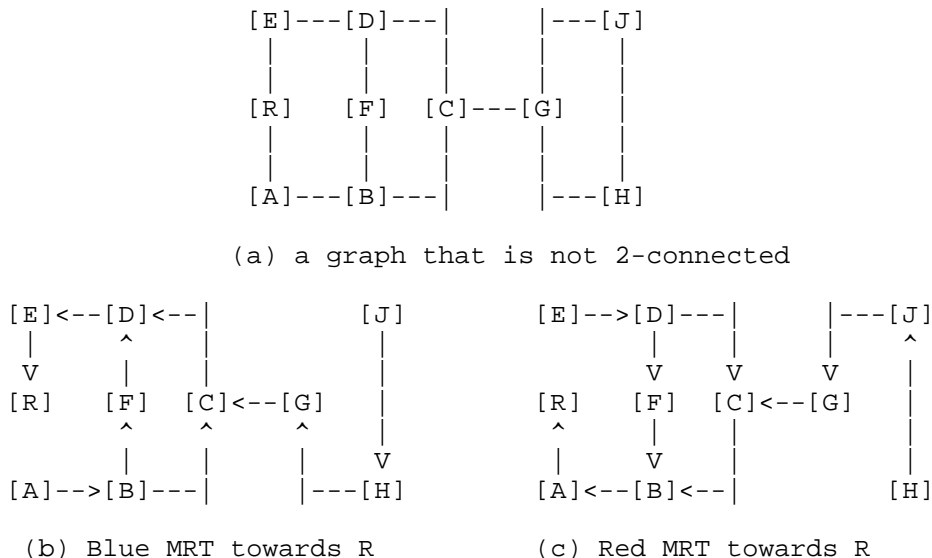 [E]---[D]---|     |---[J]
 |     |    |     |    |
 |     |    |     |    |
[R]   [F]  [C]---[G]   |
 |     |    |     |    |
 |     |    |     |    |
[A]---[B]---|     |---[H]
(a) a graph that is not 2-connected
[E]<--[D]<--|         [J]        [E]-->[D]---|     |---[J]
 |     ^    |          |               |    |     |    ^
 V     |    |          |               V    V     V    |
[R]   [F]  [C]<--[G]   |         [R]   [F]  [C]<--[G]   |
       ^    ^     ^    |          ^     |    |          |
       |    |     |    V          |     V    |          |
[A]-->[B]---|     |---[H]        [A]<--[B]<--|         [H]
(b) Blue MRT towards R (c) Red MRT towards R